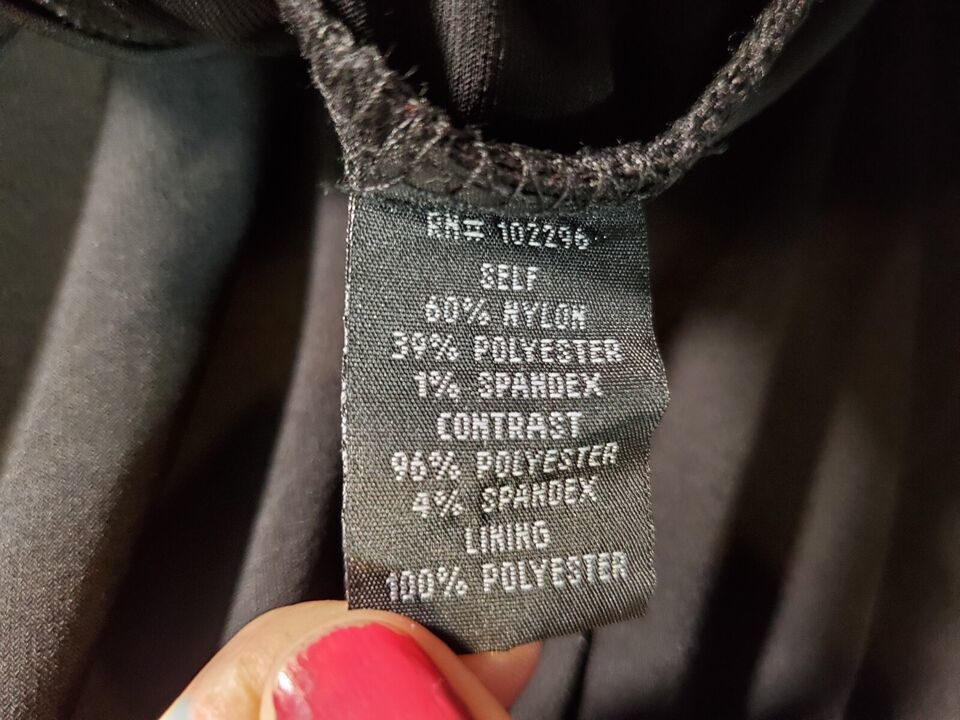 RN# 102296
SELF
60% NYLON
39% POLYESTER
1% SPANDEX
CONTRAST
96% POLYESTER
4% SPANDEX
LINING
100% POLYESTER